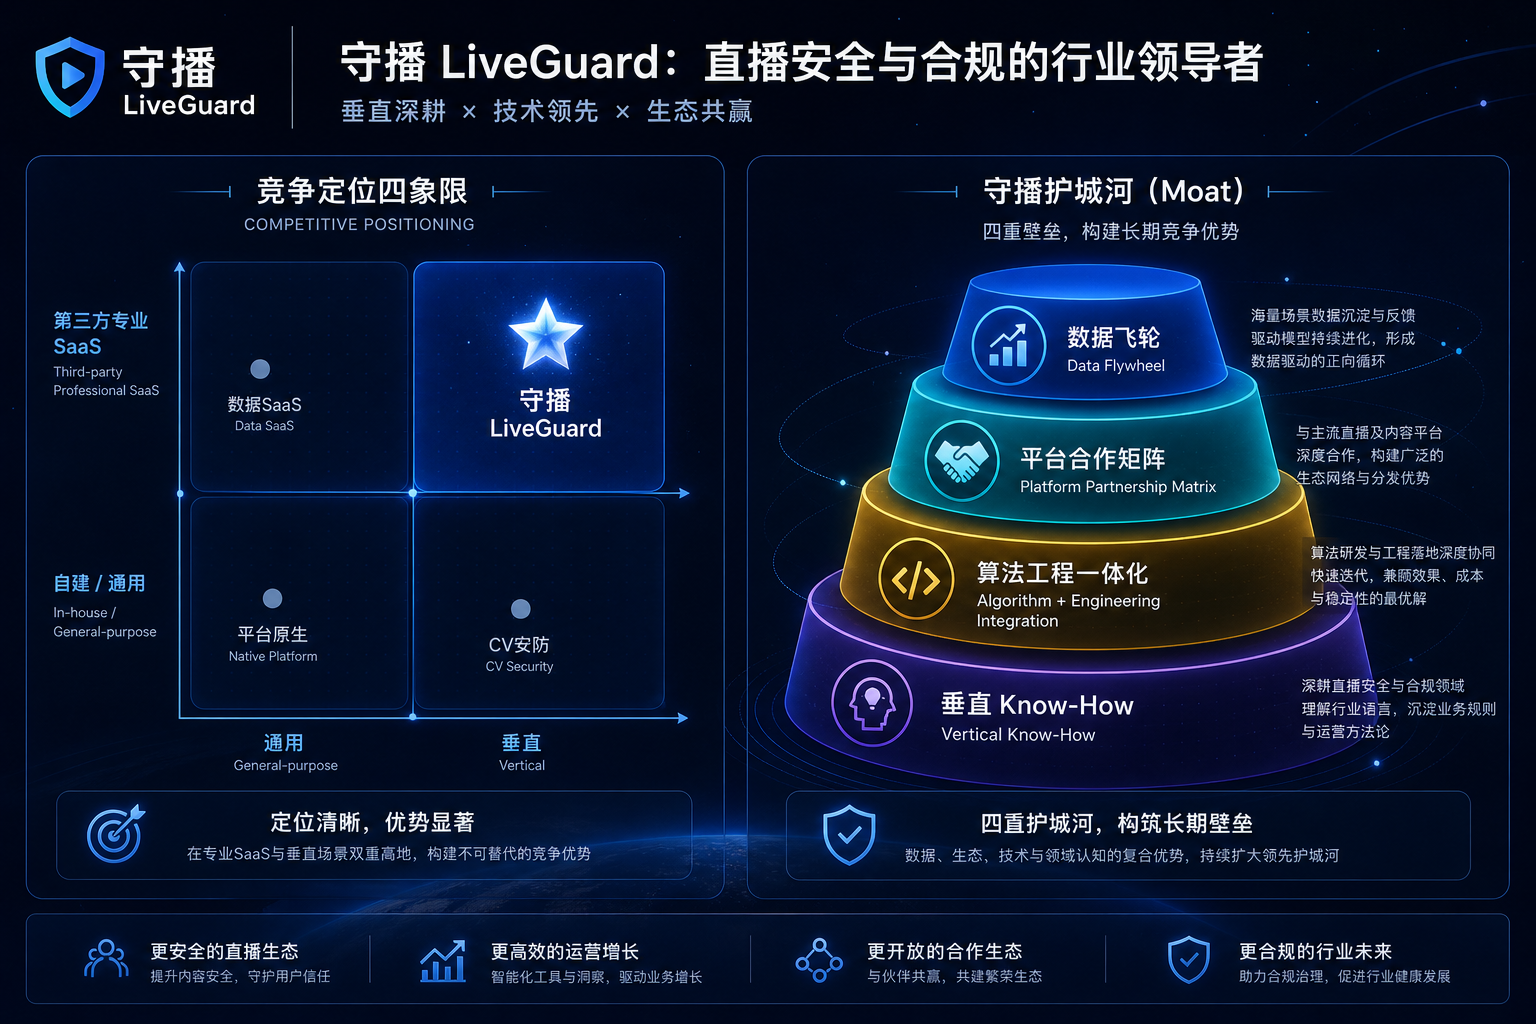 守播
LiveGuard
守播 LiveGuard：直播安全与合规的行业领导者
垂直深耕 × 技术领先 × 生态共赢
竞争定位四象限
COMPETITIVE POSITIONING
第三方专业
SaaS
Third-party
Professional SaaS
数据SaaS
Data SaaS
守播
LiveGuard
自建 / 通用
In-house /
General-purpose
平台原生
Native Platform
CV安防
CV Security
通用
General-purpose
垂直
Vertical
定位清晰，优势显著
在专业SaaS与垂直场景双重高地，构建不可替代的竞争优势
守播护城河（Moat）
四重壁垒，构建长期竞争优势
数据飞轮
Data Flywheel
海量场景数据沉淀与反馈
驱动模型持续进化，形成
数据驱动的正向循环
平台合作矩阵
Platform Partnership Matrix
与主流直播及内容平台
深度合作，构建广泛的
生态网络与分发优势
算法工程一体化
Algorithm + Engineering
Integration
算法研发与工程落地深度协同
快速迭代，兼顾效果、成本
与稳定性的最优解
垂直 Know-How
Vertical Know-How
深耕直播安全与合规领域
理解行业语言，沉淀业务规则
与运营方法论
护城河，构筑长期壁垒
数据、生态、技术与领域认知的复合优势，持续扩大领先护城河
更安全的直播生态
提升内容安全，守护用户信任
更高效的运营增长
智能化工具与洞察，驱动业务增长
更开放的合作生态
与伙伴共赢，共建繁荣生态
更合规的行业未来
助力合规治理，促进行业健康发展